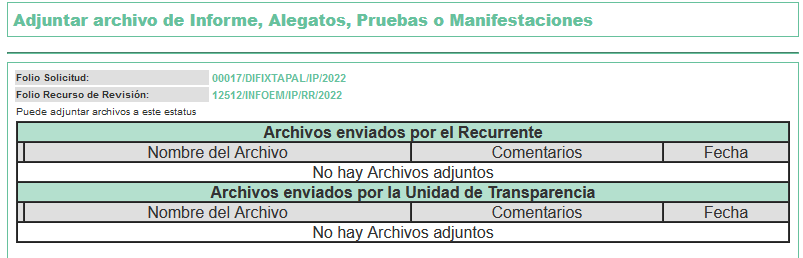 Adjuntar archivo de Informe, Alegatos, Pruebas o Manifestaciones
Folio Solicitud: 00017/DIFIXTAPAL/IP/2022
Folio Recurso de Revisión: 12512/INFOEM/IP/RR/2022
Puede adjuntar archivos a este estatus
Archivos enviados por el Recurrente
Nombre del Archivo Comentarios Fecha
No hay Archivos adjuntos
Archivos enviados por la Unidad de Transparencia
Nombre del Archivo Comentarios Fecha
No hay Archivos adjuntos